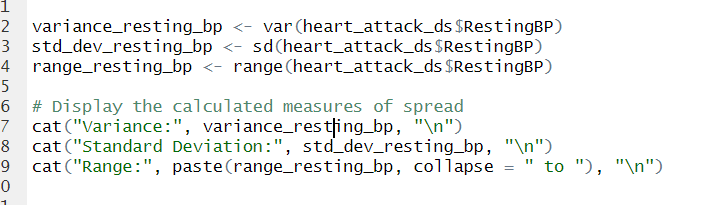 1
2 variance_resting_bp <- var(heart_attack_ds$RestingBP)
3 std_dev_resting_bp <- sd(heart_attack_ds$RestingBP)
4 range_resting_bp <- range(heart_attack_ds$RestingBP)
5
6 # Display the calculated measures of spread
7 cat("Variance:", variance_resting_bp, "\n")
8 cat("Standard Deviation:", std_dev_resting_bp, "\n")
9 cat("Range:", paste(range_resting_bp, collapse = " to "), "\n")
0